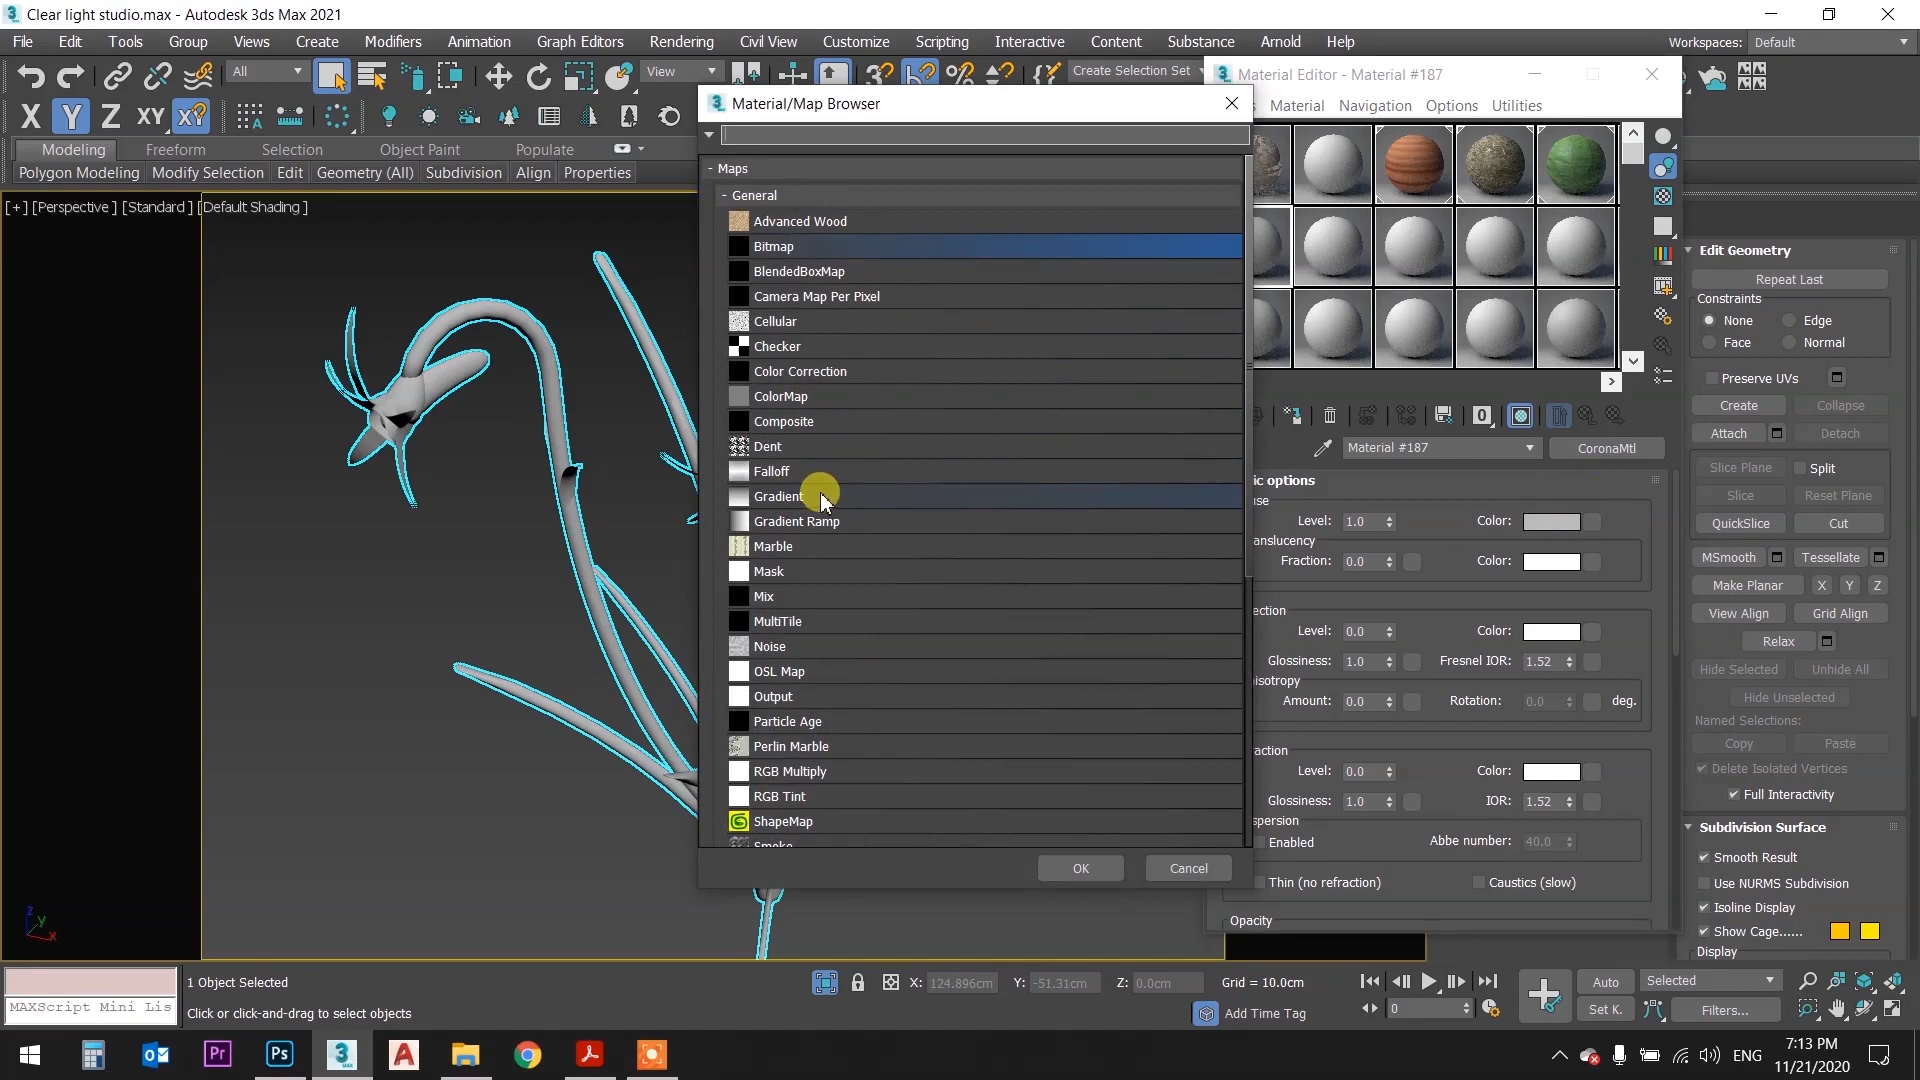 Clear light studio.max - Autodesk 3ds Max 2021
File Edit Tools Group Views Create Modifiers Animation Graph Editors Rendering Civil View Customize Scripting Interactive Content Substance Arnold Help
Workspaces: Default
All
View
Create Selection Set
X Y Z XY XY
Modeling Freeform Selection Object Paint Populate
Polygon Modeling Modify Selection Edit Geometry (All) Subdivision Align Properties
[+] [Perspective ] [Standard ] [Default Shading ]
Material/Map Browser
- Maps
- General
Advanced Wood
Bitmap
BlendedBoxMap
Camera Map Per Pixel
Cellular
Checker
Color Correction
ColorMap
Composite
Dent
Falloff
Gradient
Gradient Ramp
Marble
Mask
Mix
MultiTile
Noise
OSL Map
Output
Particle Age
Perlin Marble
RGB Multiply
RGB Tint
ShapeMap
Smoke
OK Cancel
Material Editor - Material #187
s Material Navigation Options Utilities
0
Material #187 CoronaMtl
ic options
use
Level: 1.0 Color:
anslucency
Fraction: 0.0 Color:
ection
Level: 0.0 Color:
Glossiness: 1.0 Fresnel IOR: 1.52
isotropy
Amount: 0.0 Rotation: 0.0 deg.
action
Level: 0.0 Color:
Glossiness: 1.0 IOR: 1.52
spersion
Enabled Abbe number: 40.0
Thin (no refraction) Caustics (slow)
Opacity
Edit Geometry
Repeat Last
Constraints
None Edge
Face Normal
Preserve UVs
Create Collapse
Attach Detach
Slice Plane Split
Slice Reset Plane
QuickSlice Cut
MSmooth Tessellate
Make Planar X Y Z
View Align Grid Align
Relax
Hide Selected Unhide All
Hide Unselected
Named Selections:
Copy Paste
Delete Isolated Vertices
Full Interactivity
Subdivision Surface
Smooth Result
Use NURMS Subdivision
Isoline Display
Show Cage......
Display
z y x
MAXScript Mini Lis
1 Object Selected
Click or click-and-drag to select objects
X: 124.896cm Y: -51.31cm Z: 0.0cm Grid = 10.0cm
Add Time Tag
0
Auto Selected
Set K. Filters...
Pr Ps 3 MAX A
ENG
7:13 PM
11/21/2020